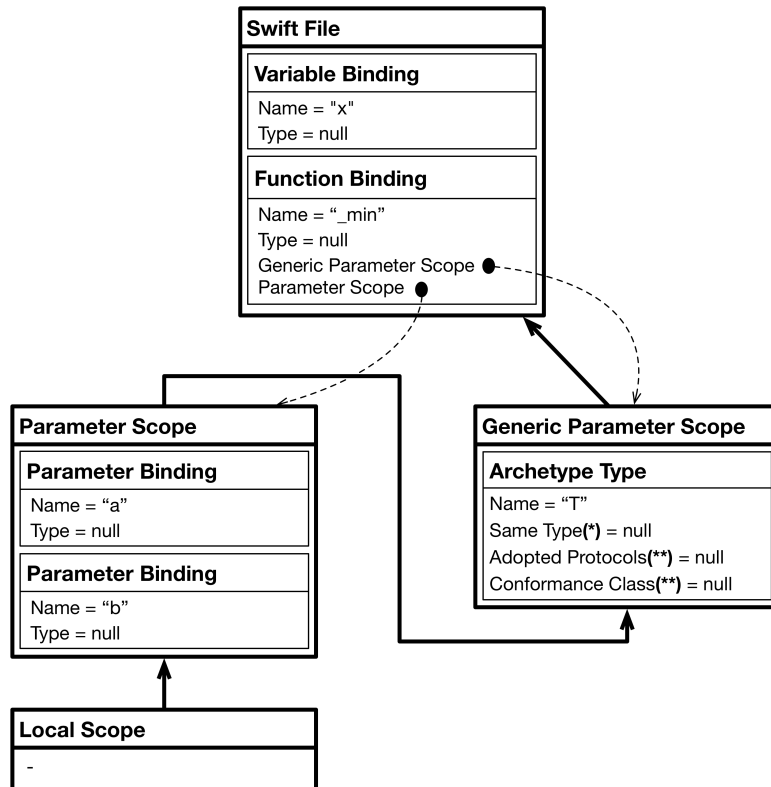 Swift File
Variable Binding
Name = "x"
Type = null
Function Binding
Name = “_min”
Type = null
Generic Parameter Scope
Parameter Scope
Parameter Scope
Parameter Binding
Name = “a”
Type = null
Parameter Binding
Name = “b”
Type = null
Generic Parameter Scope
Archetype Type
Name = “T”
Same Type(*) = null
Adopted Protocols(**) = null
Conformance Class(**) = null
Local Scope
-